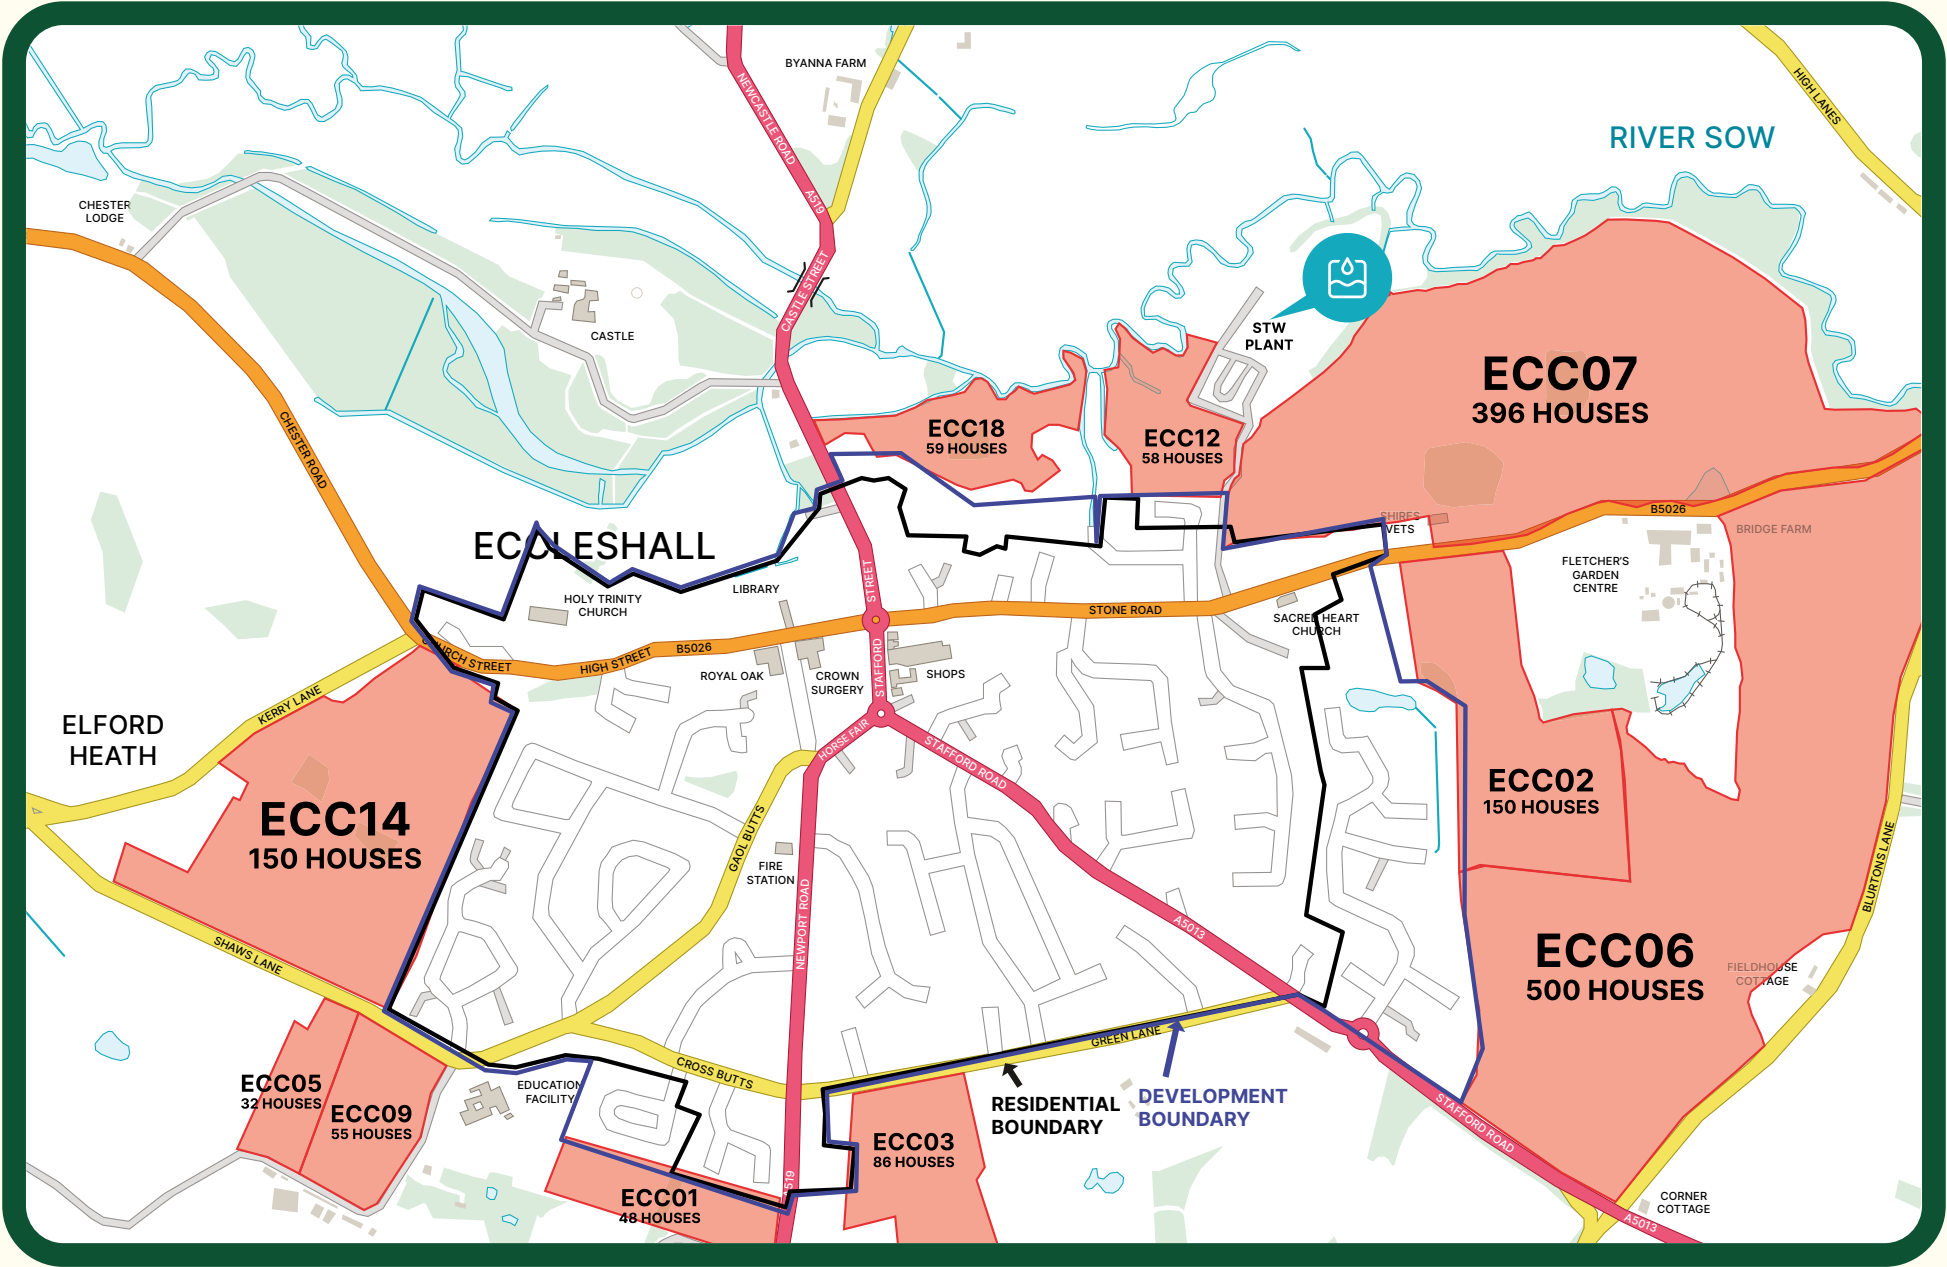 BYANNA FARM
NEWCASTLE ROAD
HIGH LANES
RIVER SOW
CHESTER
LODGE
A519
CASTLE STREET
CASTLE
STW
PLANT
ECC07
396 HOUSES
CHESTER ROAD
ECC18
59 HOUSES
ECC12
58 HOUSES
ECCLESHALL
SHIRES
VETS
B5026
BRIDGE FARM
FLETCHER'S
GARDEN
CENTRE
LIBRARY
HOLY TRINITY
CHURCH
STREET
STONE ROAD
SACRED HEART
CHURCH
CHURCH STREET
HIGH STREET
B5026
ROYAL OAK
CROWN
SURGERY
STAFFORD
SHOPS
KERRY LANE
ELFORD
HEATH
HORSE FAIR
STAFFORD ROAD
ECC02
150 HOUSES
ECC14
150 HOUSES
GAOL BUTTS
FIRE
STATION
BLURTONS LANE
NEWPORT ROAD
A5013
SHAWS LANE
ECC06
500 HOUSES
FIELDHOUSE
COTTAGE
GREEN LANE
CROSS BUTTS
ECC05
32 HOUSES
ECC09
55 HOUSES
EDUCATION
FACILITY
RESIDENTIAL
BOUNDARY
DEVELOPMENT
BOUNDARY
STAFFORD ROAD
ECC03
86 HOUSES
A519
ECC01
48 HOUSES
CORNER
COTTAGE
A5013